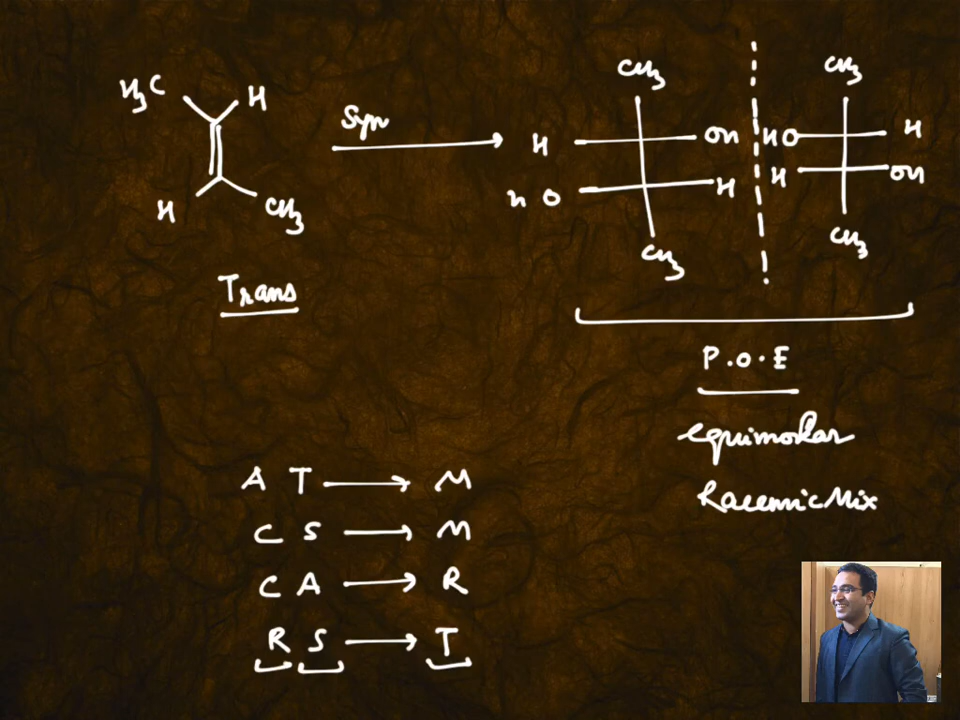 H₃C H
H CH₃
Trans
Syn
CH₃ CH₃
H OH HO H
HO H H OH
CH₃ CH₃
P.O.E
equimolar
Racemic Mix
A T → M
C S → M
C A → R
R S → T